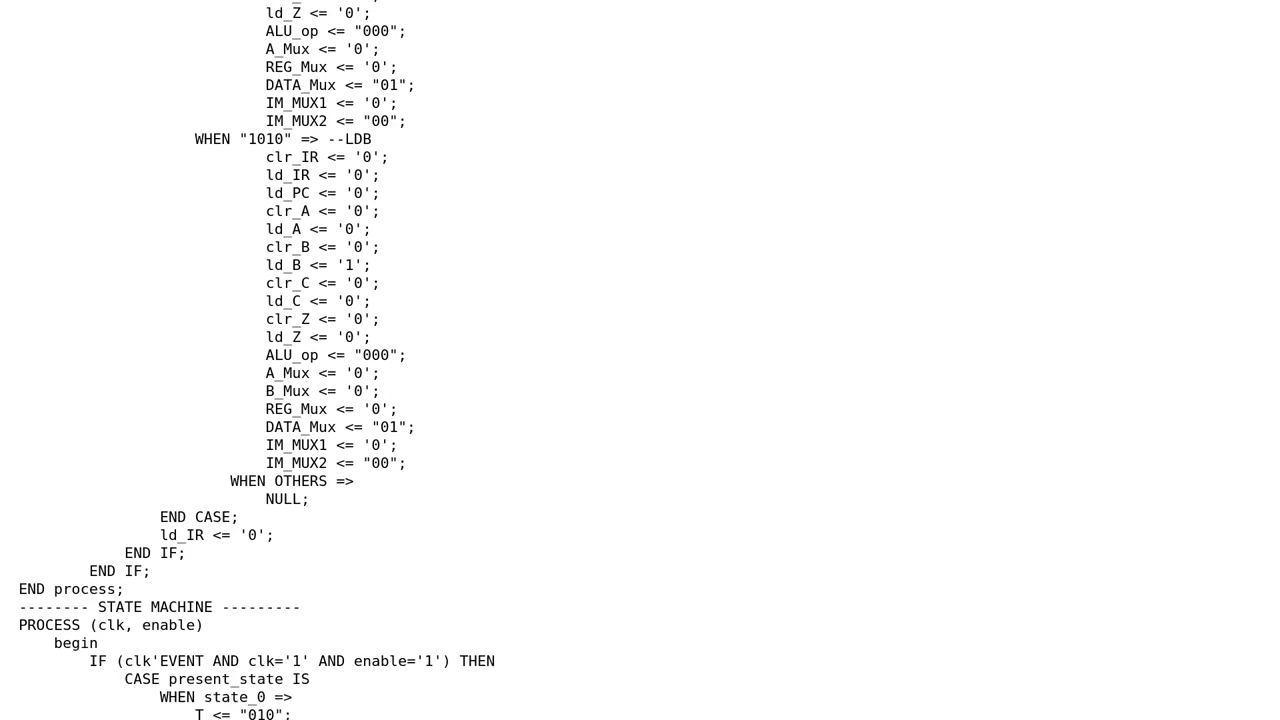 ld_Z <= '0';
ALU_op <= "000";
A_Mux <= '0';
REG_Mux <= '0';
DATA_Mux <= "01";
IM_MUX1 <= '0';
IM_MUX2 <= "00";
WHEN "1010" => --LDB
clr_IR <= '0';
ld_IR <= '0';
ld_PC <= '0';
clr_A <= '0';
ld_A <= '0';
clr_B <= '0';
ld_B <= '1';
clr_C <= '0';
ld_C <= '0';
clr_Z <= '0';
ld_Z <= '0';
ALU_op <= "000";
A_Mux <= '0';
B_Mux <= '0';
REG_Mux <= '0';
DATA_Mux <= "01";
IM_MUX1 <= '0';
IM_MUX2 <= "00";
WHEN OTHERS =>
NULL;
END CASE;
ld_IR <= '0';
END IF;
END IF;
END process;
-------- STATE MACHINE ---------
PROCESS (clk, enable)
begin
IF (clk'EVENT AND clk='1' AND enable='1') THEN
CASE present_state IS
WHEN state_0 =>
T <= "010";